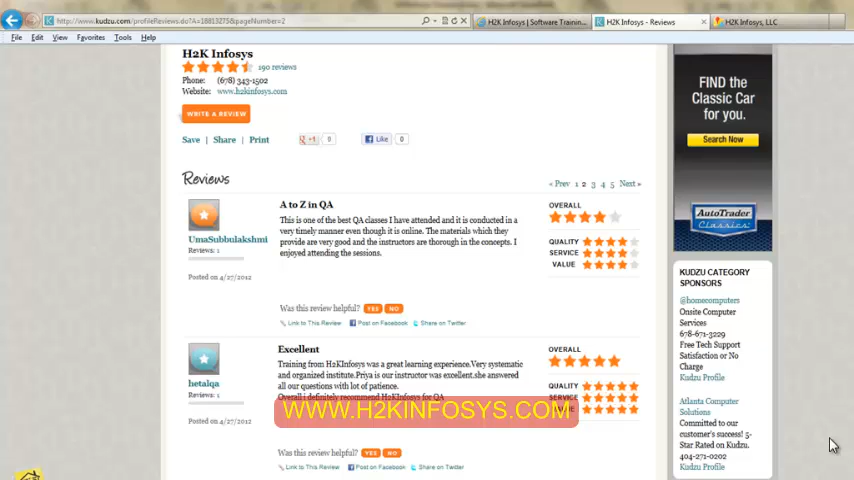 http://www.kudzu.com/profileReviews.do?A=18813275&pageNumber=2
H2K Infosys | Software Trainin...
H2K Infosys - Reviews
H2K Infosys, LLC
File Edit View Favorites Tools Help
H2K Infosys
190 reviews
Phone: (678) 343-1502
Website: www.h2kinfosys.com
WRITE A REVIEW
Save | Share | Print
+1 0
Like 0
Reviews
« Prev 1 2 3 4 5 Next »
A to Z in QA
This is one of the best QA classes I have attended and it is conducted in a
very timely manner even though it is online. The materials which they
provide are very good and the instructors are thorough in the concepts. I
enjoyed attending the sessions.
UmaSubbulakshmi
Reviews: 1
Posted on 4/27/2012
OVERALL
QUALITY
SERVICE
VALUE
Was this review helpful? YES NO
Link to This Review Post on Facebook Share on Twitter
Excellent
Training from H2KInfosys was a great learning experience.Very systematic
and organized institute.Priya is our instructor was excellent.she answered
all our questions with lot of patience.
Overall i definitely recommend H2KInfosys for QA
hetalqa
Reviews: 1
Posted on 4/27/2012
OVERALL
QUALITY
SERVICE
WWW.H2KINFOSYS.COM
Was this review helpful? YES NO
Link to This Review Post on Facebook Share on Twitter
FIND the
Classic Car
for you.
Search Now
AutoTrader
Classics
KUDZU CATEGORY
SPONSORS
@homecomputers
Onsite Computer
Services
678-671-3229
Free Tech Support
Satisfaction or No
Charge
Kudzu Profile
Atlanta Computer
Solutions
Committed to our
customer's success! 5-
Star Rated on Kudzu.
404-271-0202
Kudzu Profile